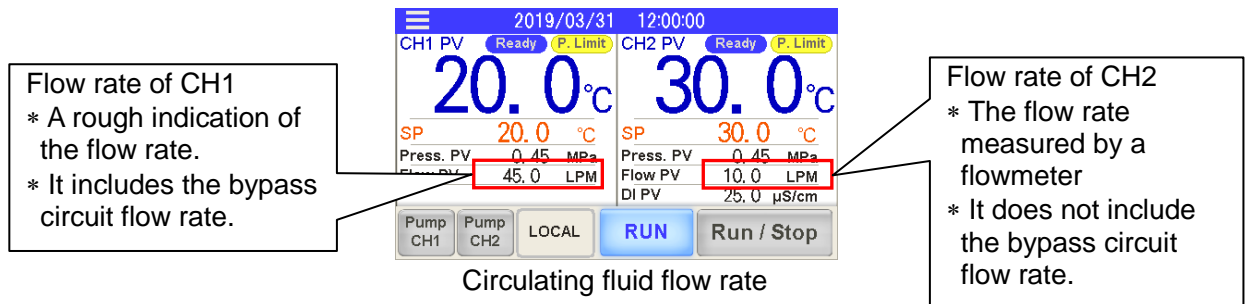 Flow rate of CH1
* A rough indication of
the flow rate.
* It includes the bypass
circuit flow rate.
2019/03/31 12:00:00
CH1 PV Ready P. Limit
20. 0 °C
SP 20. 0 °C
Press. PV 0. 45 MPa
Flow PV 45. 0 LPM
CH2 PV Ready P. Limit
30. 0 °C
SP 30. 0 °C
Press. PV 0. 45 MPa
Flow PV 10. 0 LPM
DI PV 25. 0 µS/cm
Pump
CH1
Pump
CH2
LOCAL
RUN
Run / Stop
Circulating fluid flow rate
Flow rate of CH2
* The flow rate
measured by a
flowmeter
* It does not include
the bypass circuit
flow rate.